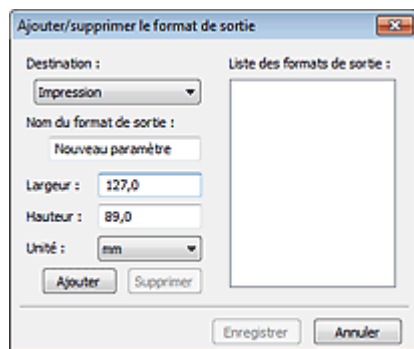 Ajouter/supprimer le format de sortie
Destination :
Impression
Nom du format de sortie :
Nouveau paramètre
Largeur :
127,0
Hauteur :
89,0
Unité :
mm
Ajouter
Supprimer
Liste des formats de sortie :
Enregistrer
Annuler